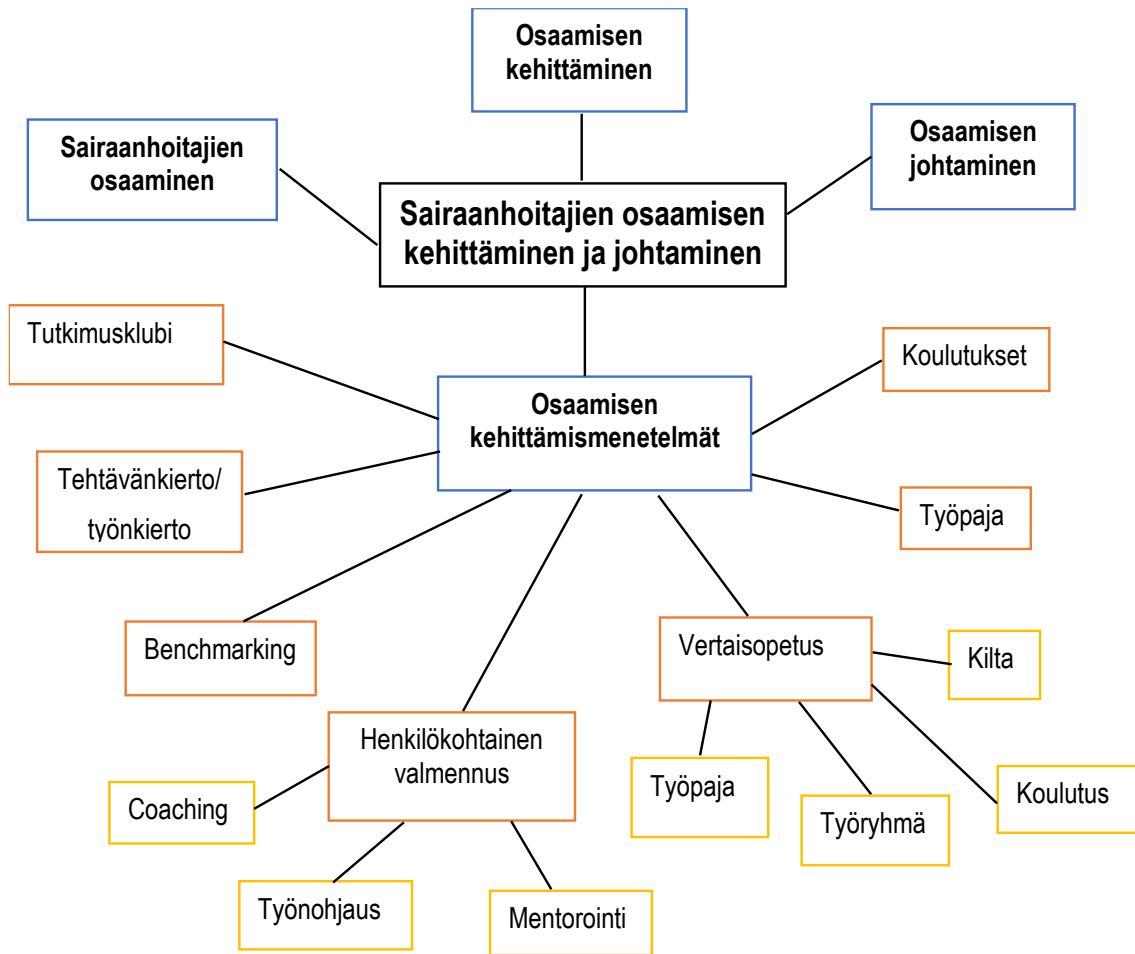 Osaamisen
kehittäminen
Sairaanhoitajien
osaaminen
Osaamisen
johtaminen
Sairaanhoitajien osaamisen
kehittäminen ja johtaminen
Tutkimusklubi
Koulutukset
Osaamisen
kehittämismenetelmät
Tehtävänkierto/
työnkierto
Työpaja
Benchmarking
Vertaisopetus
Kilta
Henkilökohtainen
valmennus
Työpaja
Koulutus
Coaching
Työryhmä
Työnohjaus
Mentorointi